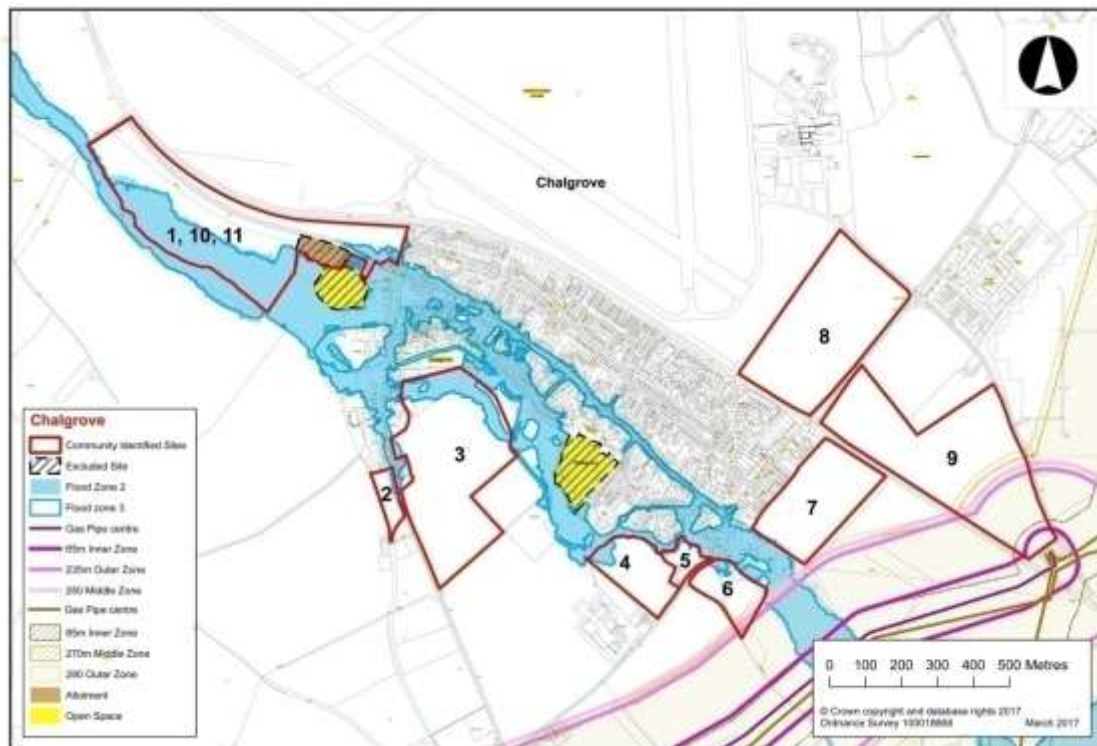 Chalgrove
1, 10, 11
8
3
9
2
7
4
5
6
Chalgrove
Community Identified Sites
Excluded Site
Flood Zone 2
Flood zone 3
Gas Pipe centre
65m Inner Zone
235m Outer Zone
280 Middle Zone
Gas Pipe centre
85m Inner Zone
270m Middle Zone
280 Outer Zone
Allotment
Open Space
0 100 200 300 400 500 Metres
© Crown copyright and database rights 2017
Ordnance Survey 100018668
March 2017